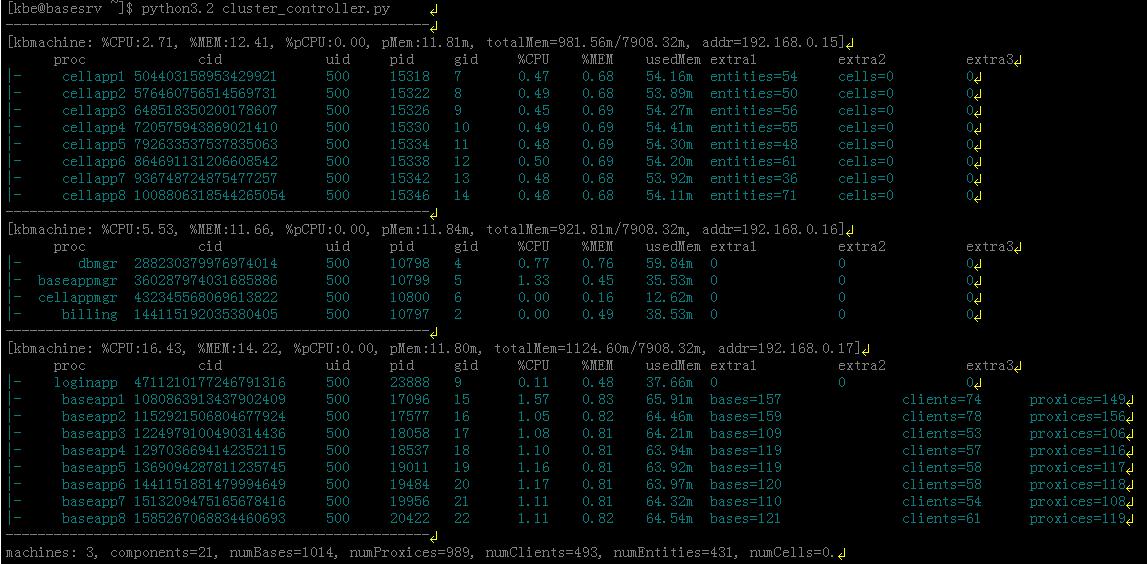 [kbe@basesrv ~]$ python3.2 cluster_controller.py
[kbmachine: %CPU:2.71, %MEM:12.41, %pCPU:0.00, pMem:11.81m, totalMem=981.56m/7908.32m, addr=192.168.0.15]
proc cid uid pid gid %CPU %MEM usedMem extra1 extra2 extra3
|- cellapp1 504403158953429921 500 15318 7 0.47 0.68 54.16m entities=54 cells=0 0
|- cellapp2 576460756514569731 500 15322 8 0.49 0.68 53.89m entities=50 cells=0 0
|- cellapp3 648518350200178607 500 15326 9 0.45 0.69 54.27m entities=56 cells=0 0
|- cellapp4 720575943869021410 500 15330 10 0.49 0.69 54.41m entities=55 cells=0 0
|- cellapp5 792633537537835063 500 15334 11 0.48 0.69 54.30m entities=48 cells=0 0
|- cellapp6 864691131206608542 500 15338 12 0.50 0.69 54.20m entities=61 cells=0 0
|- cellapp7 936748724875477257 500 15342 13 0.48 0.68 53.92m entities=36 cells=0 0
|- cellapp8 1008806318544265054 500 15346 14 0.48 0.68 54.11m entities=71 cells=0 0
[kbmachine: %CPU:5.53, %MEM:11.66, %pCPU:0.00, pMem:11.84m, totalMem=921.81m/7908.32m, addr=192.168.0.16]
proc cid uid pid gid %CPU %MEM usedMem extra1 extra2 extra3
|- dbmgr 288230379976974014 500 10798 4 0.77 0.76 59.84m 0 0 0
|- baseappmgr 360287974031685886 500 10799 5 1.33 0.45 35.53m 0 0 0
|- cellappmgr 432345568069613822 500 10800 6 0.00 0.16 12.62m 0 0 0
|- billing 144115192035380405 500 10797 2 0.00 0.49 38.53m 0 0 0
[kbmachine: %CPU:16.43, %MEM:14.22, %pCPU:0.00, pMem:11.80m, totalMem=1124.60m/7908.32m, addr=192.168.0.17]
proc cid uid pid gid %CPU %MEM usedMem extra1 extra2 extra3
|- loginapp 4711210177246791316 500 23888 9 0.11 0.48 37.66m 0 0 0
|- baseapp1 1080863913437902409 500 17096 15 1.57 0.83 65.91m bases=157 clients=74 proxices=149
|- baseapp2 1152921506804677924 500 17577 16 1.05 0.82 64.46m bases=159 clients=78 proxices=156
|- baseapp3 1224979100490314436 500 18058 17 1.08 0.81 64.21m bases=109 clients=53 proxices=106
|- baseapp4 1297036694142352115 500 18537 18 1.10 0.81 63.94m bases=119 clients=57 proxices=116
|- baseapp5 1369094287811235745 500 19011 19 1.16 0.81 63.92m bases=119 clients=58 proxices=117
|- baseapp6 1441151881479994649 500 19484 20 1.17 0.81 63.97m bases=120 clients=58 proxices=118
|- baseapp7 1513209475165678416 500 19956 21 1.11 0.81 64.32m bases=110 clients=54 proxices=108
|- baseapp8 1585267068834460693 500 20422 22 1.11 0.82 64.54m bases=121 clients=61 proxices=119
machines: 3, components=21, numBases=1014, numProxices=989, numClients=493, numEntities=431, numCells=0.